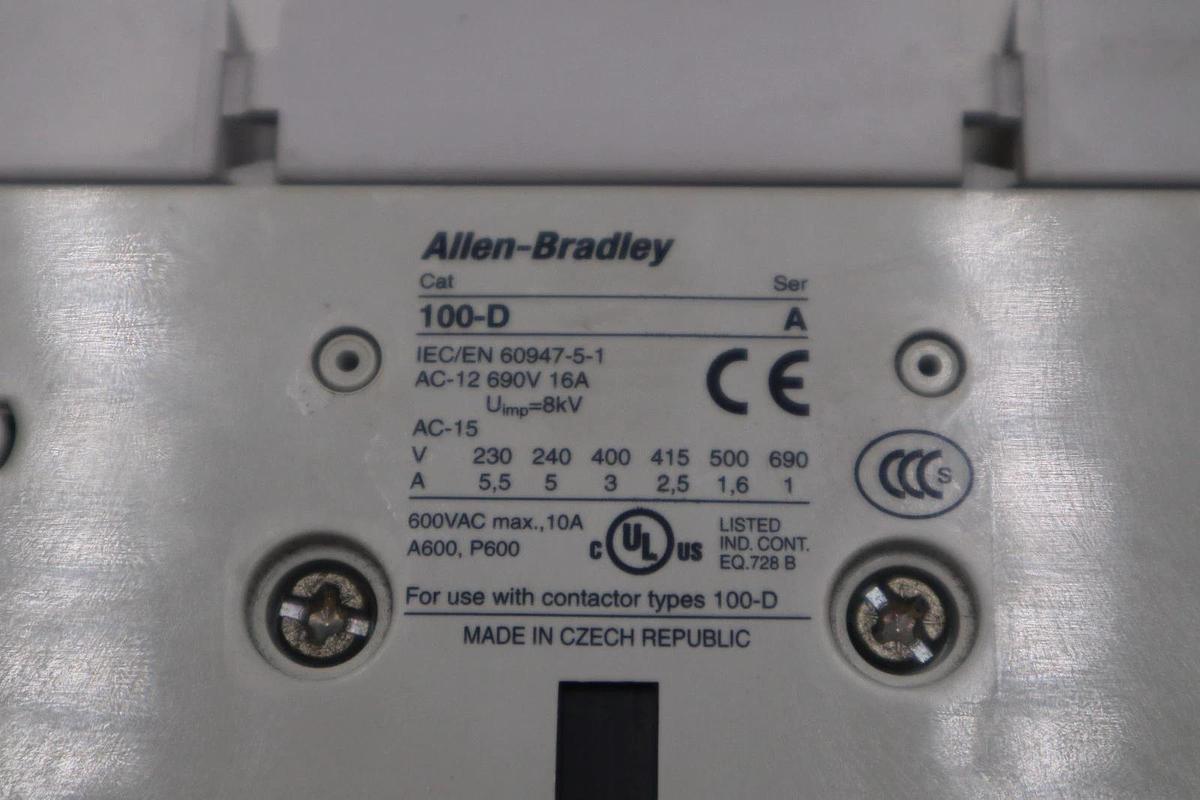 Allen-Bradley
Cat Ser
100-D A
IEC/EN 60947-5-1
AC-12 690V 16A
Uimp=8kV
CE
AC-15
V 230 240 400 415 500 690
A 5,5 5 3 2,5 1,6 1
CCC S
600VAC max.,10A
A600, P600
C UL US
LISTED
IND. CONT.
EQ.728 B
For use with contactor types 100-D
MADE IN CZECH REPUBLIC